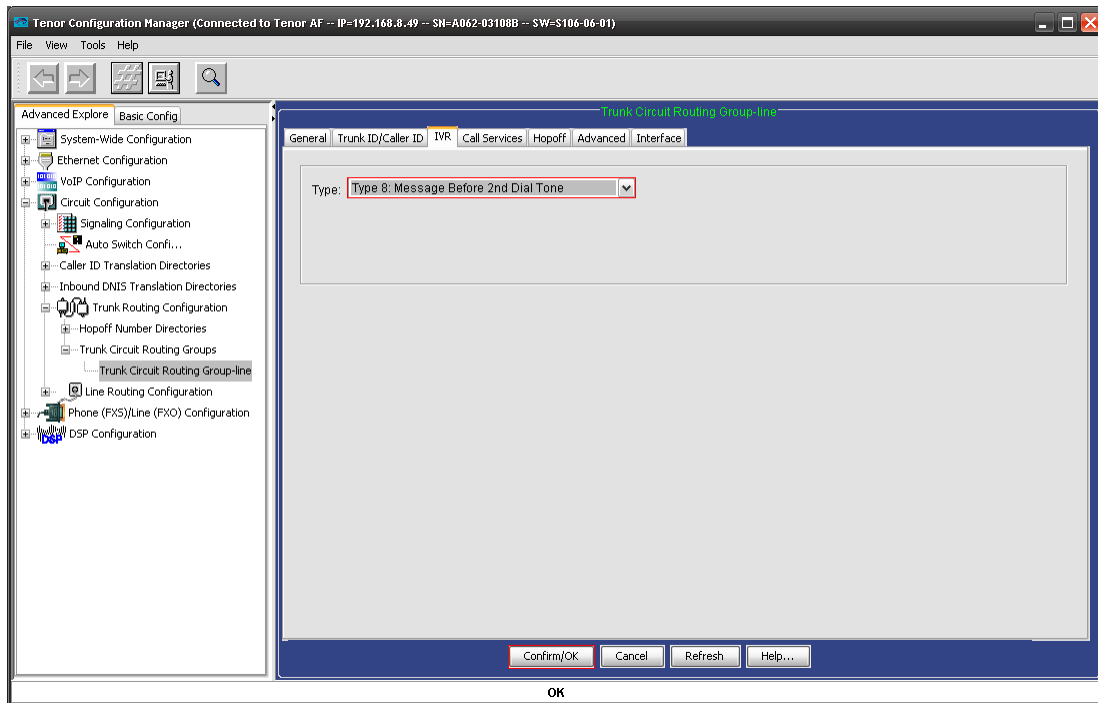 Tenor Configuration Manager (Connected to Tenor AF -- IP=192.168.8.49 -- SN=A062-03108B -- SW=S106-06-01)
File View Tools Help
Advanced Explore Basic Config
System-Wide Configuration
Ethernet Configuration
VoIP Configuration
Circuit Configuration
Signaling Configuration
Auto Switch Confi...
Caller ID Translation Directories
Inbound DNIS Translation Directories
Trunk Routing Configuration
Hopoff Number Directories
Trunk Circuit Routing Groups
Trunk Circuit Routing Group-line
Line Routing Configuration
Phone (FXS)/Line (FXO) Configuration
DSP Configuration
DSP
Trunk Circuit Routing Group-line
General Trunk ID/Caller ID IVR Call Services Hopoff Advanced Interface
Type: Type 8: Message Before 2nd Dial Tone
Confirm/OK Cancel Refresh Help...
OK